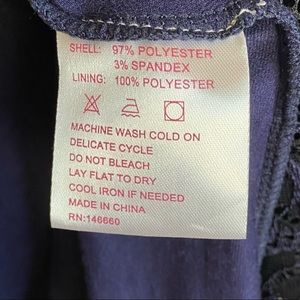 SHELL: 97% POLYESTER
3% SPANDEX
LINING: 100% POLYESTER
MACHINE WASH COLD ON
DELICATE CYCLE
DO NOT BLEACH
LAY FLAT TO DRY
COOL IRON IF NEEDED
MADE IN CHINA
RN:146660